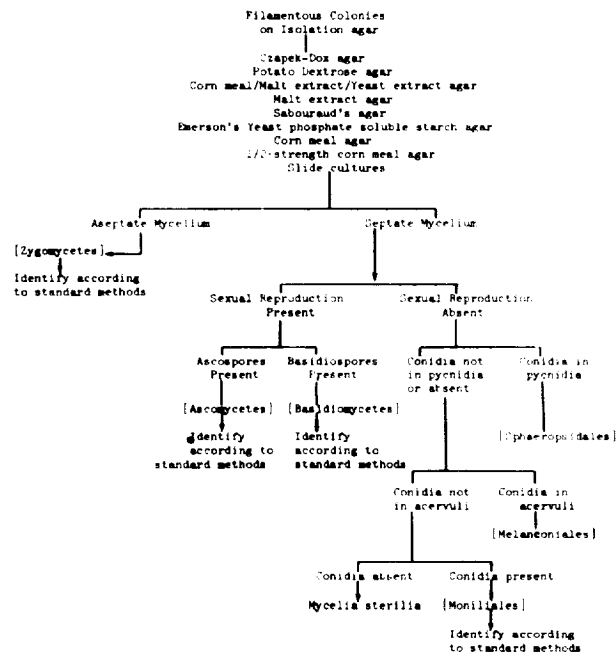 Filamentous Colonies
on Isolation agar
Czapek-Dox agar
Potato Dextrose agar
Corn meal/Malt extract/Yeast extract agar
Malt extract agar
Sabouraud's agar
Emerson's Yeast phosphate soluble starch agar
Corn meal agar
1/2-strength corn meal agar
Slide cultures
Aseptate Mycelium
Septate Mycelium
[Zygomycetes]
Identify according
to standard methods
Sexual Reproduction
Present
Sexual Reproduction
Absent
Ascospores
Present
Basidiospores
Present
Conidia not
in pycnidia
or absent
Conidia in
pycnidia
[Ascomycetes]
[Basidiomycetes]
[Sphaeropsidales]
Identify
according to
standard methods
Identify
according to
standard methods
Conidia not
in acervuli
Conidia in
acervuli
[Melanconiales]
Conidia absent
Conidia present
Mycelia sterilia
[Moniliales]
Identify according
to standard methods